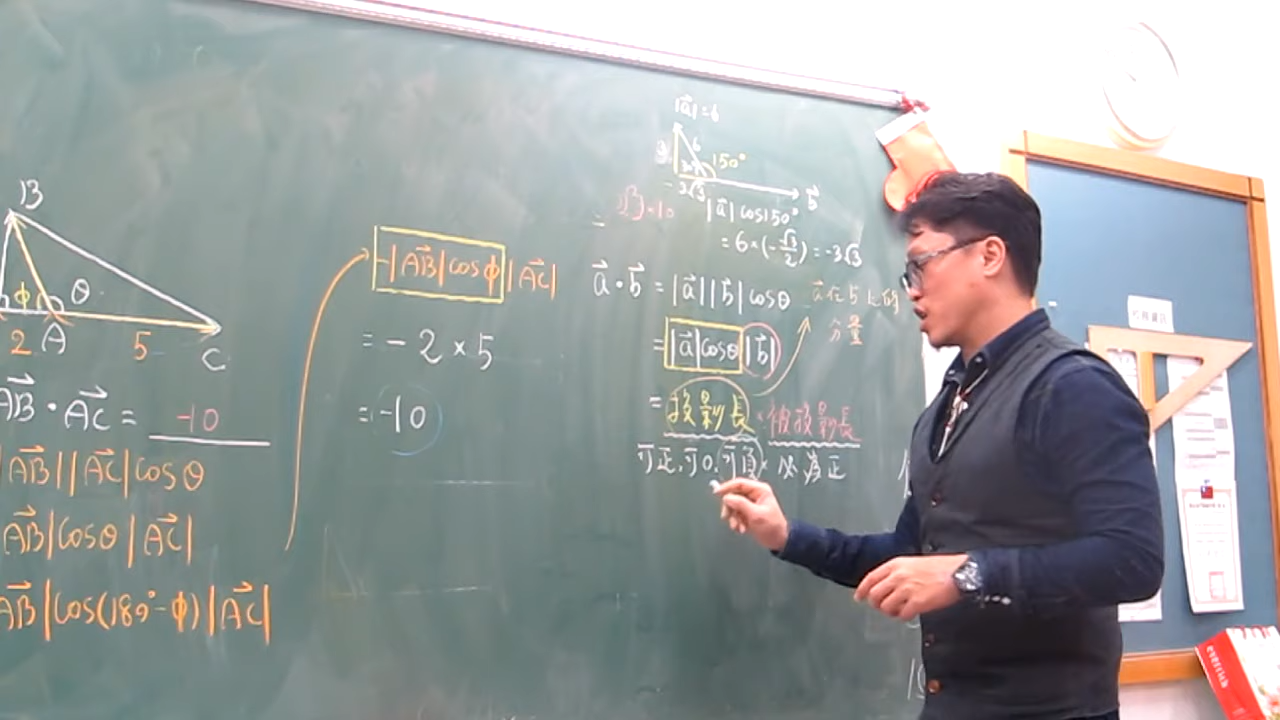 B
φ θ
2 A 5 C
AB · AC = -10
|AB||AC|cosθ
AB|cosθ|AC|
AB|cos(180°-φ)|AC|
-|AB|cosφ|AC|
= -2×5
= -10
|a|=6
6
150°
-3√3 b
|a|cos150°
= 6×(-√3/2) = -3√3
a·b = |a||b|cosθ
a在b上的
分量
= |a|cosθ|b|
= 投影長×被投影長
可正,可0,可負×必為正
everrich